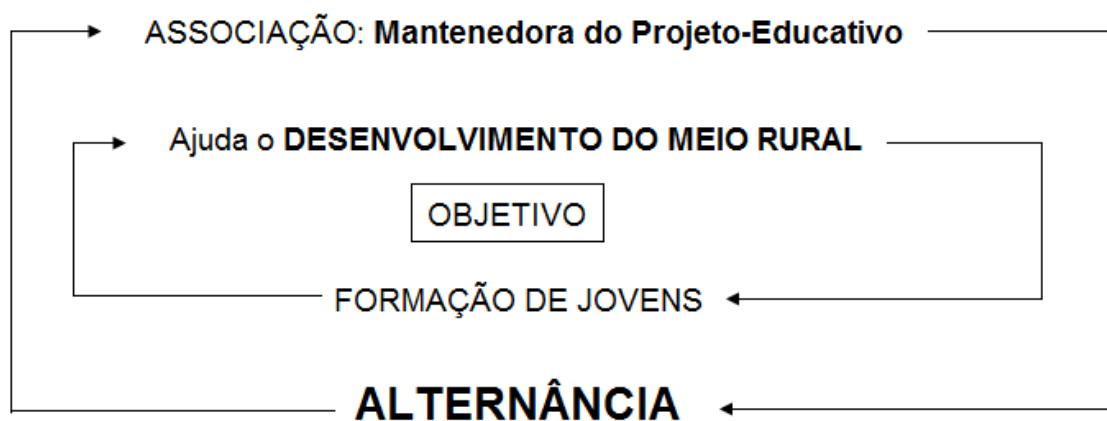 ASSOCIAÇÃO: Mantenedora do Projeto-Educativo
Ajuda o DESENVOLVIMENTO DO MEIO RURAL
OBJETIVO
FORMAÇÃO DE JOVENS
ALTERNÂNCIA